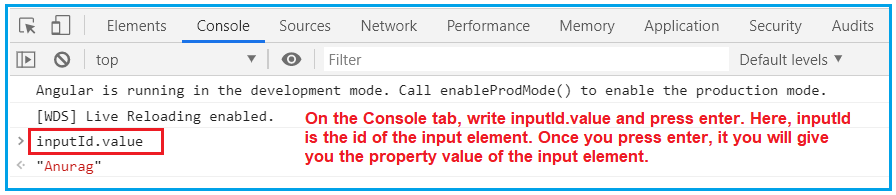 Elements Console Sources Network Performance Memory Application Security Audits
top Filter Default levels
Angular is running in the development mode. Call enableProdMode() to enable the production mode.
[WDS] Live Reloading enabled.
On the Console tab, write inputId.value and press enter. Here, inputId
is the id of the input element. Once you press enter, it you will give
you the property value of the input element.
inputId.value
"Anurag"